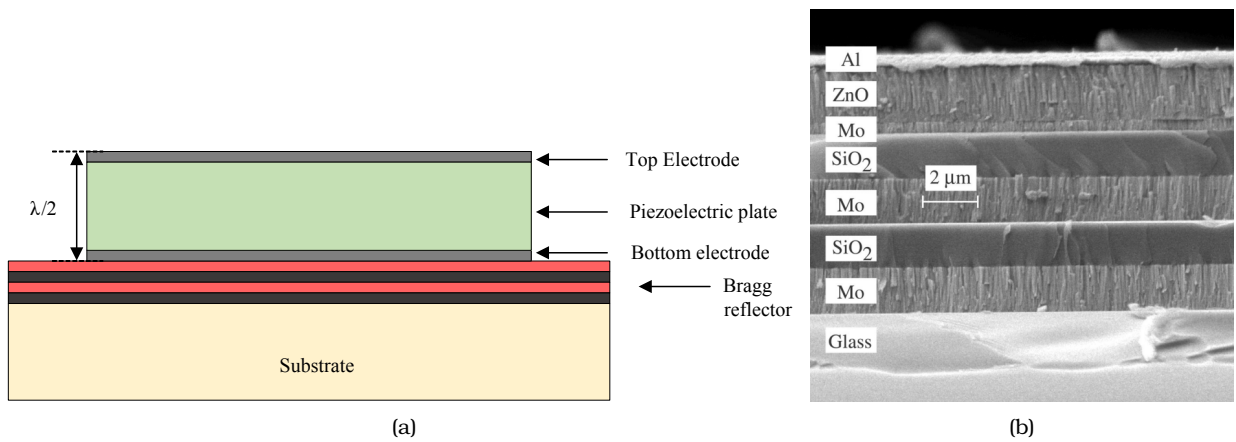 λ/2
Top Electrode
Piezoelectric plate
Bottom electrode
Bragg
reflector
Substrate
(a)
Al
ZnO
Mo
SiO₂
2 μm
Mo
SiO₂
Mo
Glass
(b)